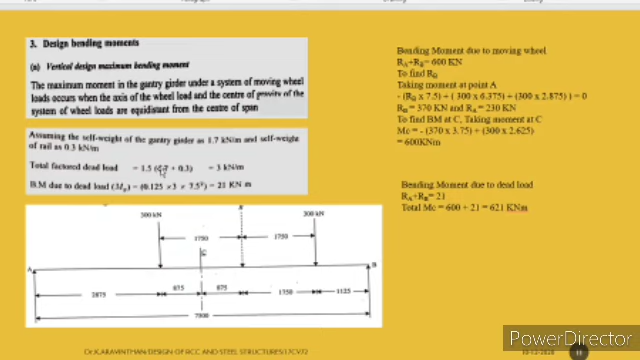 3. Design bending moments
(a) Vertical design maximum bending moment
The maximum moment in the gantry girder under a system of moving wheel
loads occurs when the axis of the wheel load and the centre of gravity of the
system of wheel loads are equidistant from the centre of span
Assuming the self-weight of the gantry girder as 1.7 kN/m and self-weight
of rail as 0.3 kN/m
Total factored dead load = 1.5 (1.7 + 0.3) = 3 kN/m
B.M due to dead load (M₀) = (0.125 ×3 × 7.5²) = 21 KN m
300 kN
R
300 kN
1750
1750
C
A
B
2875
875
875
1750
1125
7500
Bending Moment due to moving wheel
RA+RB= 600 KN
To find RB
Taking moment at point A
- (RB x 7.5) + ( 300 x 6.375) + (300 x 2.875 ) = 0
RB = 370 KN and RA = 230 KN
To find BM at C, Taking moment at C
Mc = - (370 x 3.75) + (300 x 2.625)
= 600KNm
Bending Moment due to dead load
RA+RB= 21
Total Mc = 600 + 21 = 621 KNm
Dr.KARAVINTHAN/DESIGN OF RCC AND STEEL STRUCTURES/17CV72
10-12-2020
11
PowerDirector